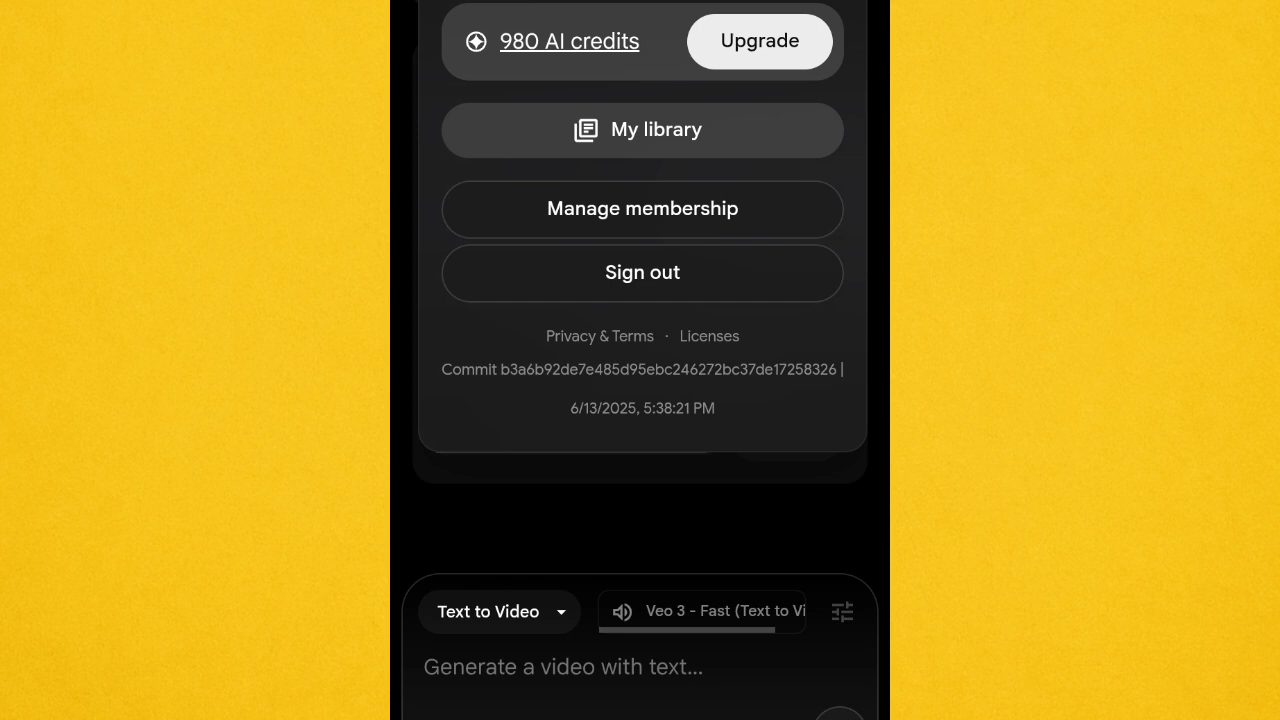 980 AI credits
Upgrade
My library
Manage membership
Sign out
Privacy & Terms · Licenses
Commit b3a6b92de7e485d95ebc246272bc37de17258326 |
6/13/2025, 5:38:21 PM
Text to Video
Veo 3 - Fast (Text to Vi
Generate a video with text...